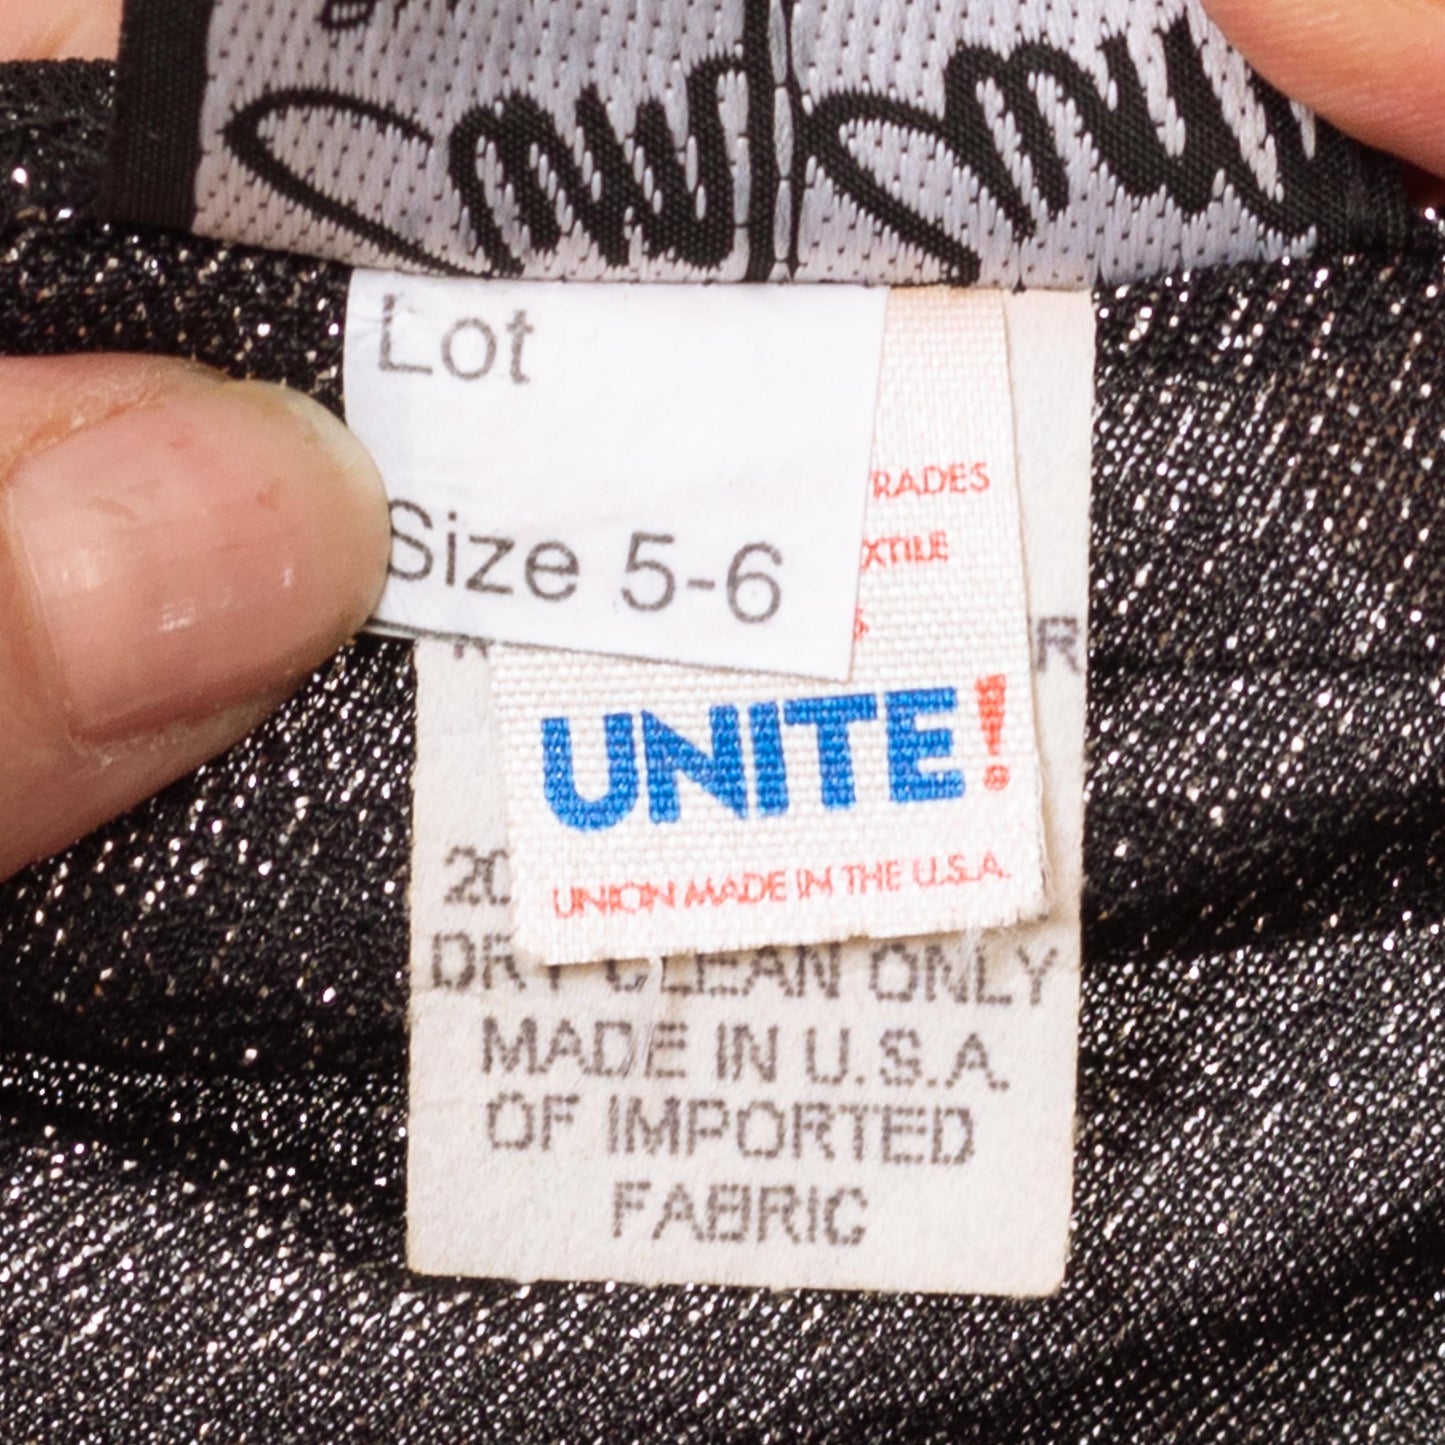 Lot
Size 5-6
RADES
XTILE
S
R
UNITE!
UNION MADE IN THE U.S.A.
20
DRY CLEAN ONLY
MADE IN U.S.A.
OF IMPORTED
FABRIC